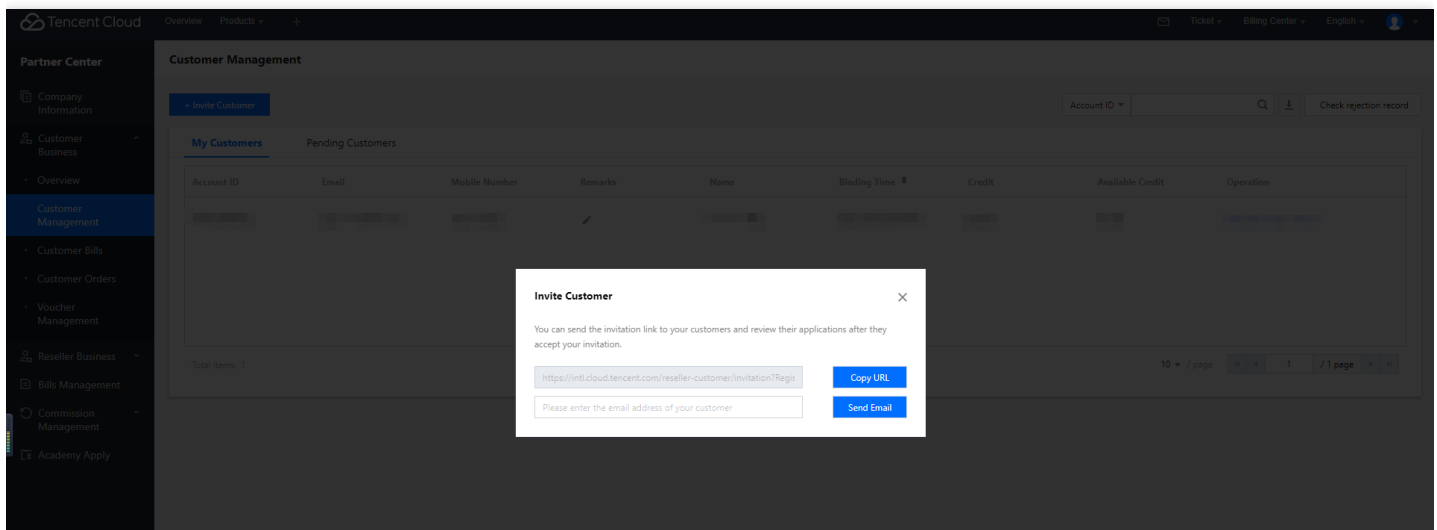 Tencent Cloud
Overview Products +
Ticket Billing Center English
Partner Center
Customer Management
Company
Information
+ Invite Customer
Account ID
Check rejection record
Customer
Business
My Customers Pending Customers
Overview
Account ID Email Mobile Number Remarks Name Binding Time Credit Available Credit Operation
Customer
Management
Customer Bills
Customer Orders
Voucher
Management
Invite Customer
You can send the invitation link to your customers and review their applications after they
accept your invitation.
https://intl.cloud.tencent.com/reseller-customer/invitation?Regis
Copy URL
Please enter the email address of your customer
Send Email
Reseller Business
Total items: 1
10 / page 1 / 1 page
Bills Management
Commission
Management
Academy Apply